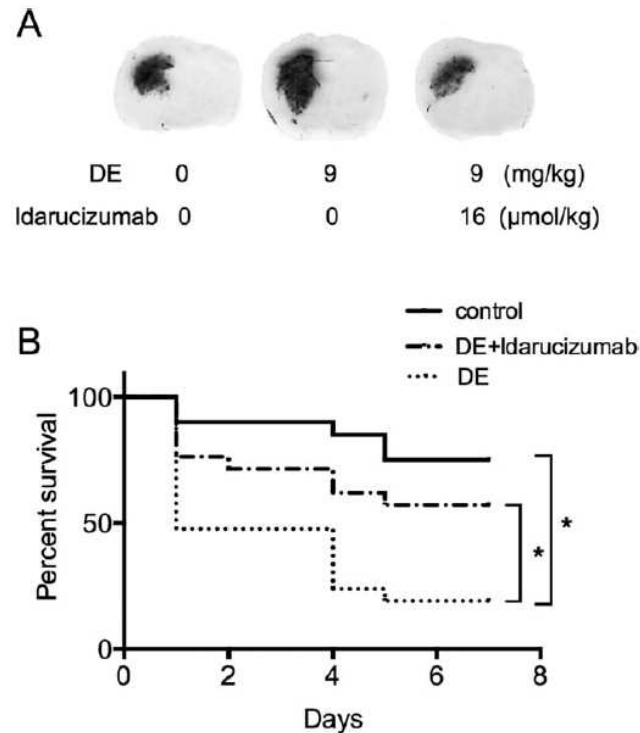 A
DE 0 9 9 (mg/kg)
Idarucizumab 0 0 16 (μmol/kg)
B
control
DE+Idarucizumab
DE
Percent survival
100
50
0
0 2 4 6 8
Days
*
*